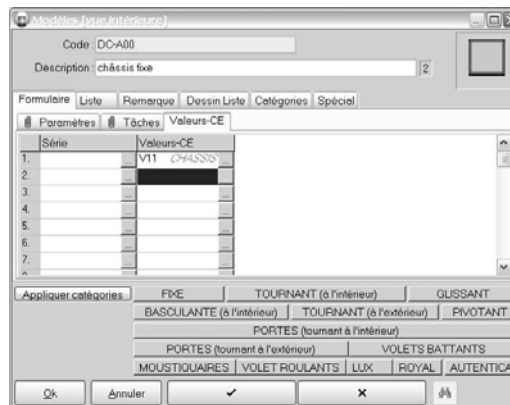 Modèles [vue intérieure]
Code : DC-A00
Description : châssis fixe 2
Formulaire Liste Remarque Dessin Liste Catégories Spécial
Paramètres Tâches Valeurs-CE
Série Valeurs-CE
1. ... V11 CHASSIS ...
2. ... ...
3. ... ...
4. ... ...
5. ... ...
6. ... ...
7. ... ...
Appliquer catégories FIXE TOURNANT (à l'intérieur) GLISSANT
BASCULANTE (à l'intérieur) TOURNANT (à l'extérieur) PIVOTANT
PORTES (tournant à l'intérieur)
PORTES (tournant à l'extérieur) VOLETS BATTANTS
MOUSTIQUAIRES VOLET ROULANTS LUX ROYAL AUTENTICA
Ok Annuler